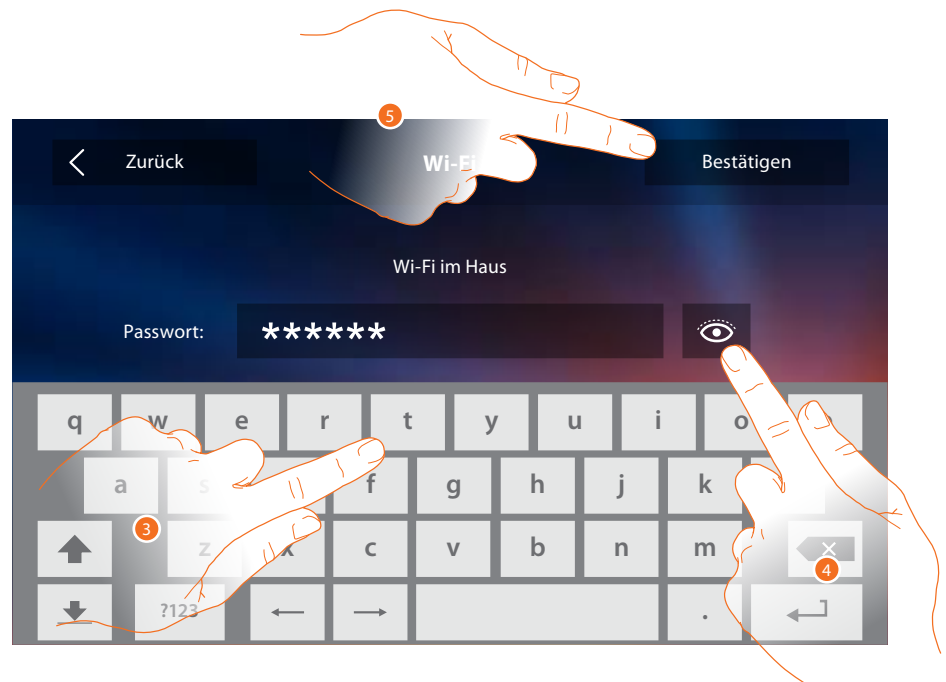 5
Zurück
Wi-Fi
Bestätigen
Wi-Fi im Haus
Passwort: ******
q w e r t y u i o
a s f g h j k
3
z x c v b n m
4
?123 .